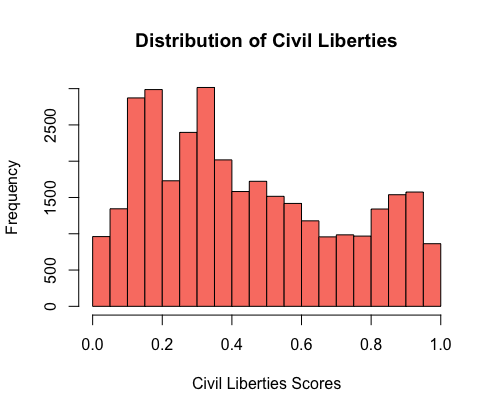 Distribution of Civil Liberties
Frequency
2500
1500
500
0
0.0 0.2 0.4 0.6 0.8 1.0
Civil Liberties Scores